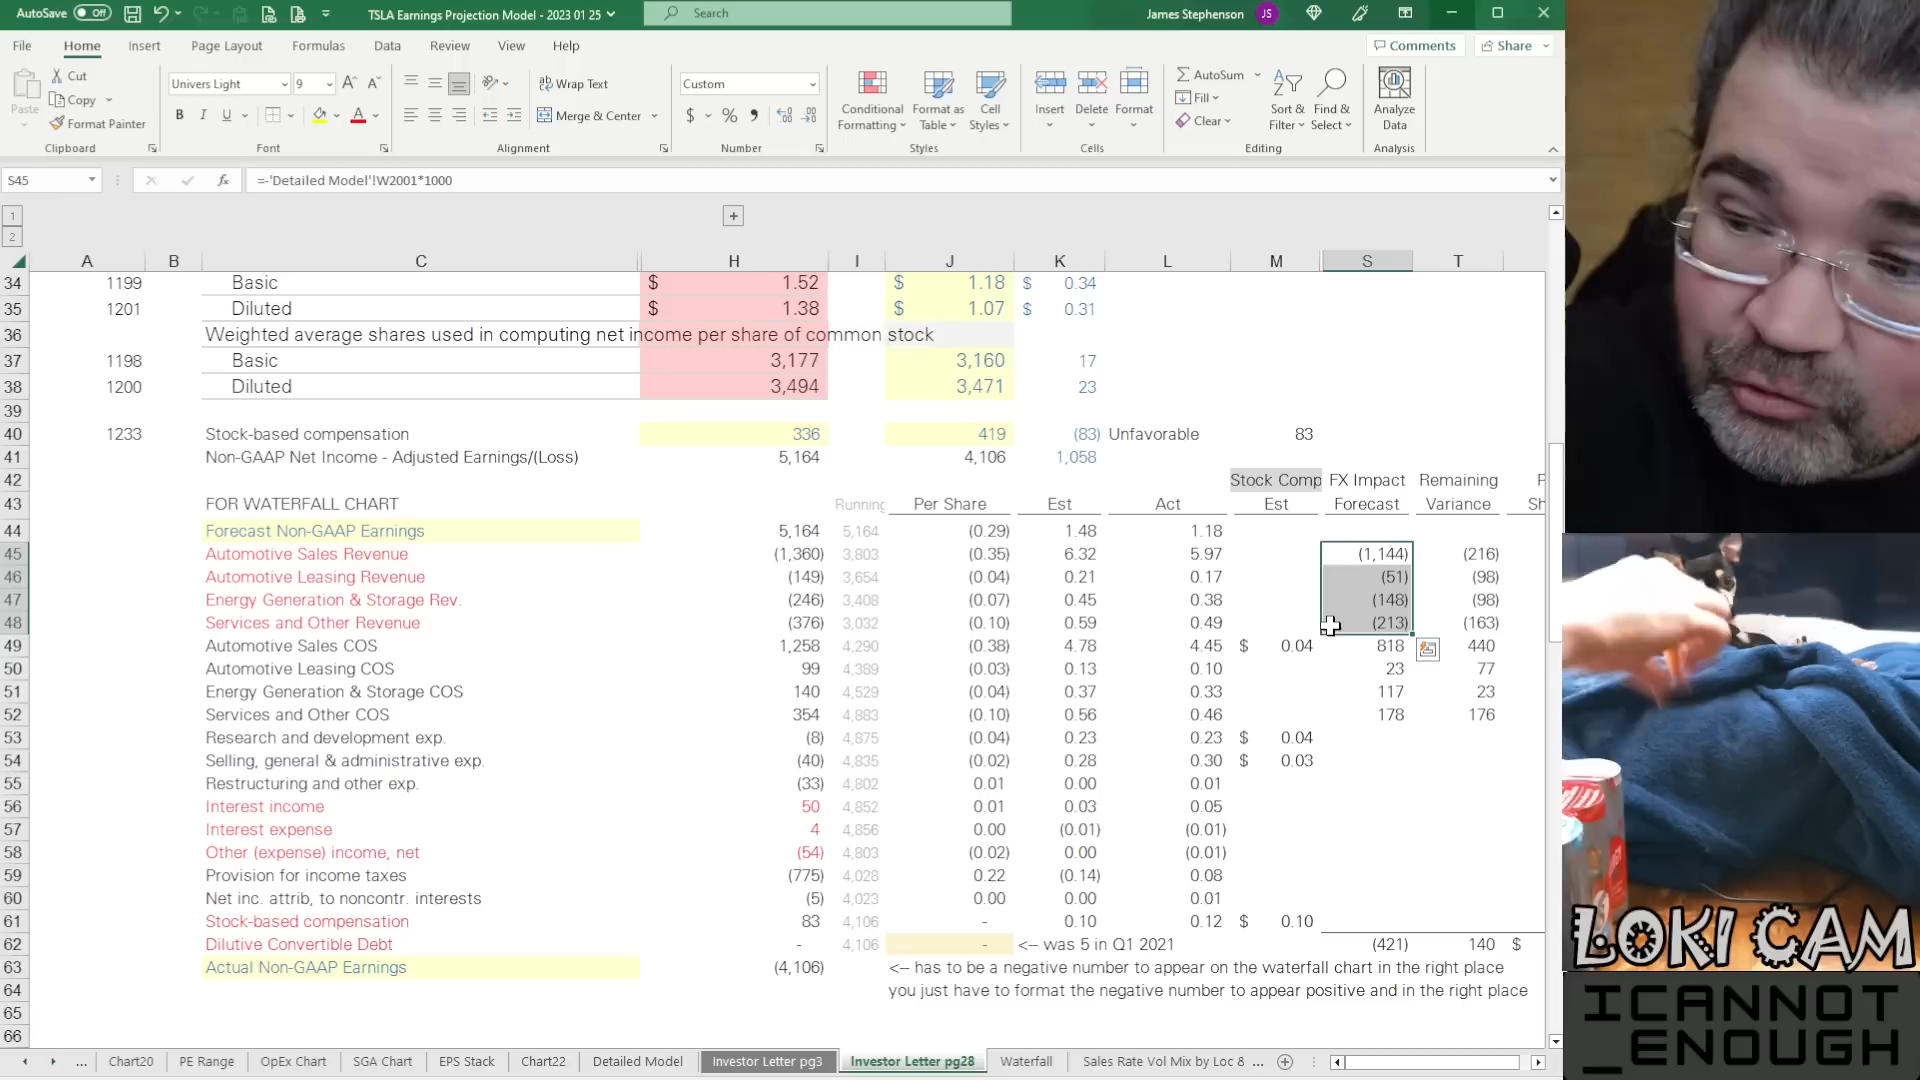 AutoSave Off TSLA Earnings Projection Model - 2023 01 25 Search James Stephenson JS
File Home Insert Page Layout Formulas Data Review View Help Comments Share
Paste Cut Copy Format Painter Clipboard
Univers Light 9 B I U Font
Wrap Text Merge & Center Alignment
Custom $ % Number
Conditional Formatting Format as Table Cell Styles Styles
Insert Delete Format Cells
AutoSum Fill Clear Sort & Filter Find & Select Editing
Analyze Data Analysis
S45 fx =-'Detailed Model'!W2001*1000
1
2
A B C H I J K L M S T
34 1199 Basic $ 1.52 $ 1.18 $ 0.34
35 1201 Diluted $ 1.38 $ 1.07 $ 0.31
36 Weighted average shares used in computing net income per share of common stock
37 1198 Basic 3,177 3,160 17
38 1200 Diluted 3,494 3,471 23
39
40 1233 Stock-based compensation 336 419 (83) Unfavorable 83
41 Non-GAAP Net Income - Adjusted Earnings/(Loss) 5,164 4,106 1,058
42 Stock Comp FX Impact Remaining P
43 FOR WATERFALL CHART Running Per Share Est Act Est Forecast Variance Sh
44 Forecast Non-GAAP Earnings 5,164 5,164 (0.29) 1.48 1.18
45 Automotive Sales Revenue (1,360) 3,803 (0.35) 6.32 5.97 (1,144) (216)
46 Automotive Leasing Revenue (149) 3,654 (0.04) 0.21 0.17 (51) (98)
47 Energy Generation & Storage Rev. (246) 3,408 (0.07) 0.45 0.38 (148) (98)
48 Services and Other Revenue (376) 3,032 (0.10) 0.59 0.49 (213) (163)
49 Automotive Sales COS 1,258 4,290 (0.38) 4.78 4.45 $ 0.04 818 440
50 Automotive Leasing COS 99 4,389 (0.03) 0.13 0.10 23 77
51 Energy Generation & Storage COS 140 4,529 (0.04) 0.37 0.33 117 23
52 Services and Other COS 354 4,883 (0.10) 0.56 0.46 178 176
53 Research and development exp. (8) 4,875 (0.04) 0.23 0.23 $ 0.04
54 Selling, general & administrative exp. (40) 4,835 (0.02) 0.28 0.30 $ 0.03
55 Restructuring and other exp. (33) 4,802 0.01 0.00 0.01
56 Interest income 50 4,852 0.01 0.03 0.05
57 Interest expense 4 4,856 0.00 (0.01) (0.01)
58 Other (expense) income, net (54) 4,803 (0.02) 0.00 (0.01)
59 Provision for income taxes (775) 4,028 0.22 (0.14) 0.08
60 Net inc. attrib, to noncontr. interests (5) 4,023 0.00 0.00 0.01
61 Stock-based compensation 83 4,106 - 0.10 0.12 $ 0.10
62 Dilutive Convertible Debt - 4,106 - <-- was 5 in Q1 2021 (421) 140 $
63 Actual Non-GAAP Earnings (4,106) <-- has to be a negative number to appear on the waterfall chart in the right place
64 you just have to format the negative number to appear positive and in the right place
65
66
... Chart20 PE Range OpEx Chart SGA Chart EPS Stack Chart22 Detailed Model Investor Letter pg3 Investor Letter pg28 Waterfall Sales Rate Vol Mix by Loc & ...
LOKI CAM
ICANNOT
_ENOUGH